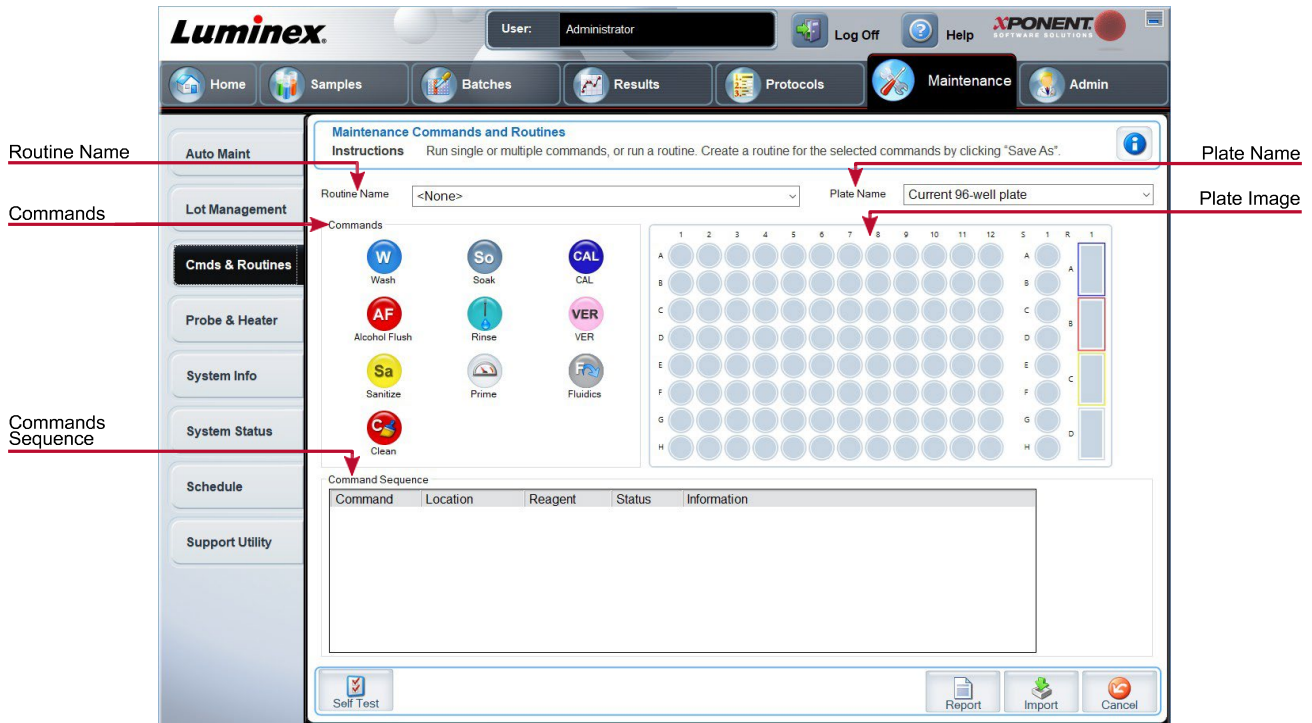 Luminex.
User:
Administrator
Log Off
Help
XPONENT.
SOFTWARE SOLUTIONS
Home
Samples
Batches
Results
Protocols
Maintenance
Admin
Routine Name
Commands
Commands
Sequence
Plate Name
Plate Image
Auto Maint
Lot Management
Cmds & Routines
Probe & Heater
System Info
System Status
Schedule
Support Utility
Maintenance Commands and Routines
Instructions Run single or multiple commands, or run a routine. Create a routine for the selected commands by clicking “Save As”.
Routine Name
<None>
Plate Name
Current 96-well plate
Commands
W So CAL
Wash Soak CAL
AF VER
Alcohol Flush Rinse VER
Sa F
Sanitize Prime Fluidics
C
Clean
1 2 3 4 5 6 7 8 9 10 11 12 S 1 R 1
A A A
B B
C C B
D D
E E C
F F
G G D
H H
Command Sequence
Command Location Reagent Status Information
Self Test
Report
Import
Cancel